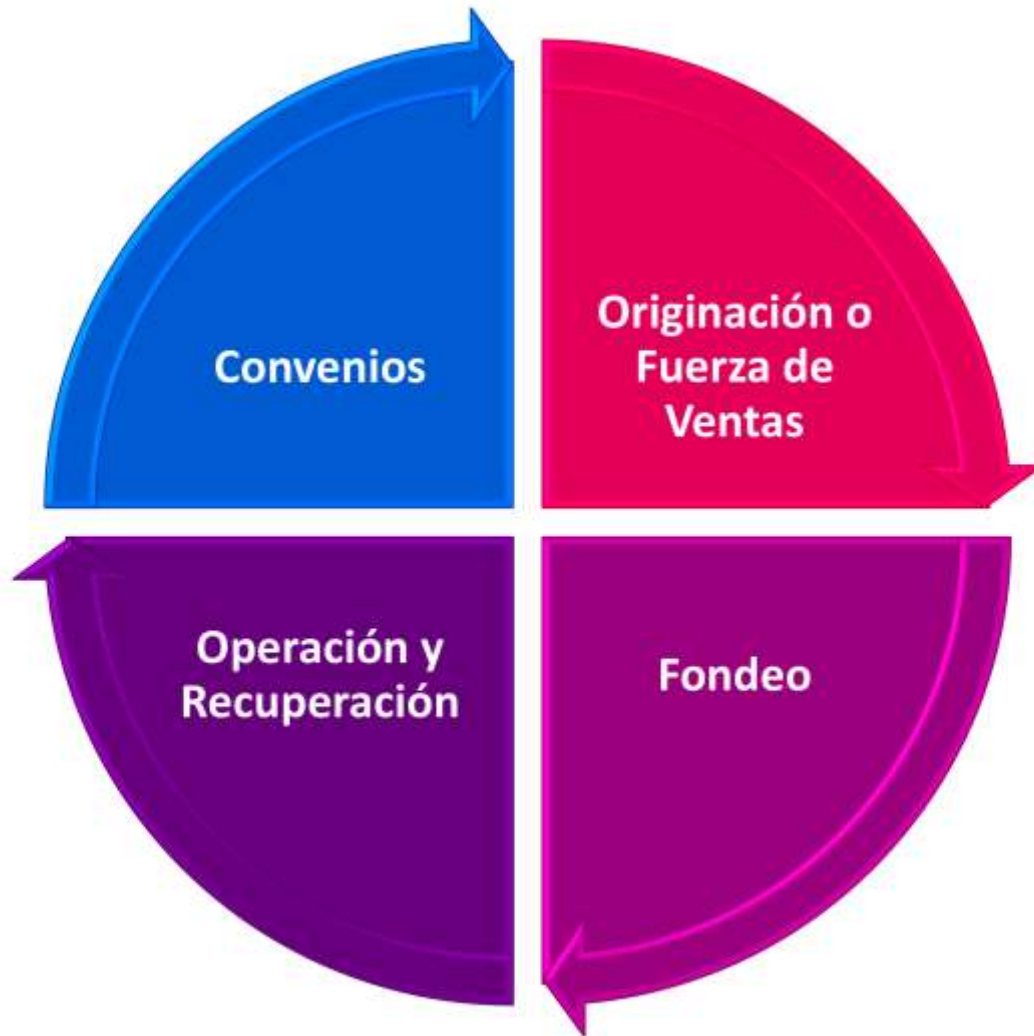 Convenios
Originación o
Fuerza de
Ventas
Operación y
Recuperación
Fondeo